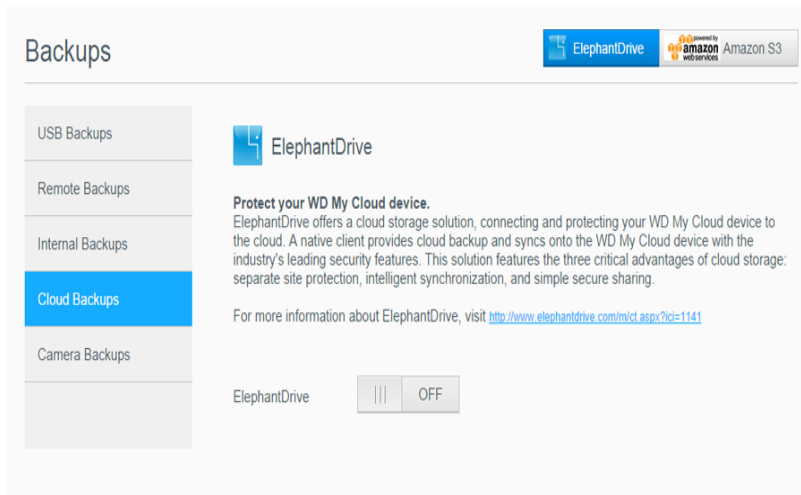 Backups
ElephantDrive
powered by
amazon
webservices
Amazon S3
USB Backups
Remote Backups
Internal Backups
Cloud Backups
Camera Backups
ElephantDrive
Protect your WD My Cloud device.
ElephantDrive offers a cloud storage solution, connecting and protecting your WD My Cloud device to
the cloud. A native client provides cloud backup and syncs onto the WD My Cloud device with the
industry's leading security features. This solution features the three critical advantages of cloud storage:
separate site protection, intelligent synchronization, and simple secure sharing.
For more information about ElephantDrive, visit http://www.elephantdrive.com/m/ct.aspx?ici=1141
ElephantDrive
OFF